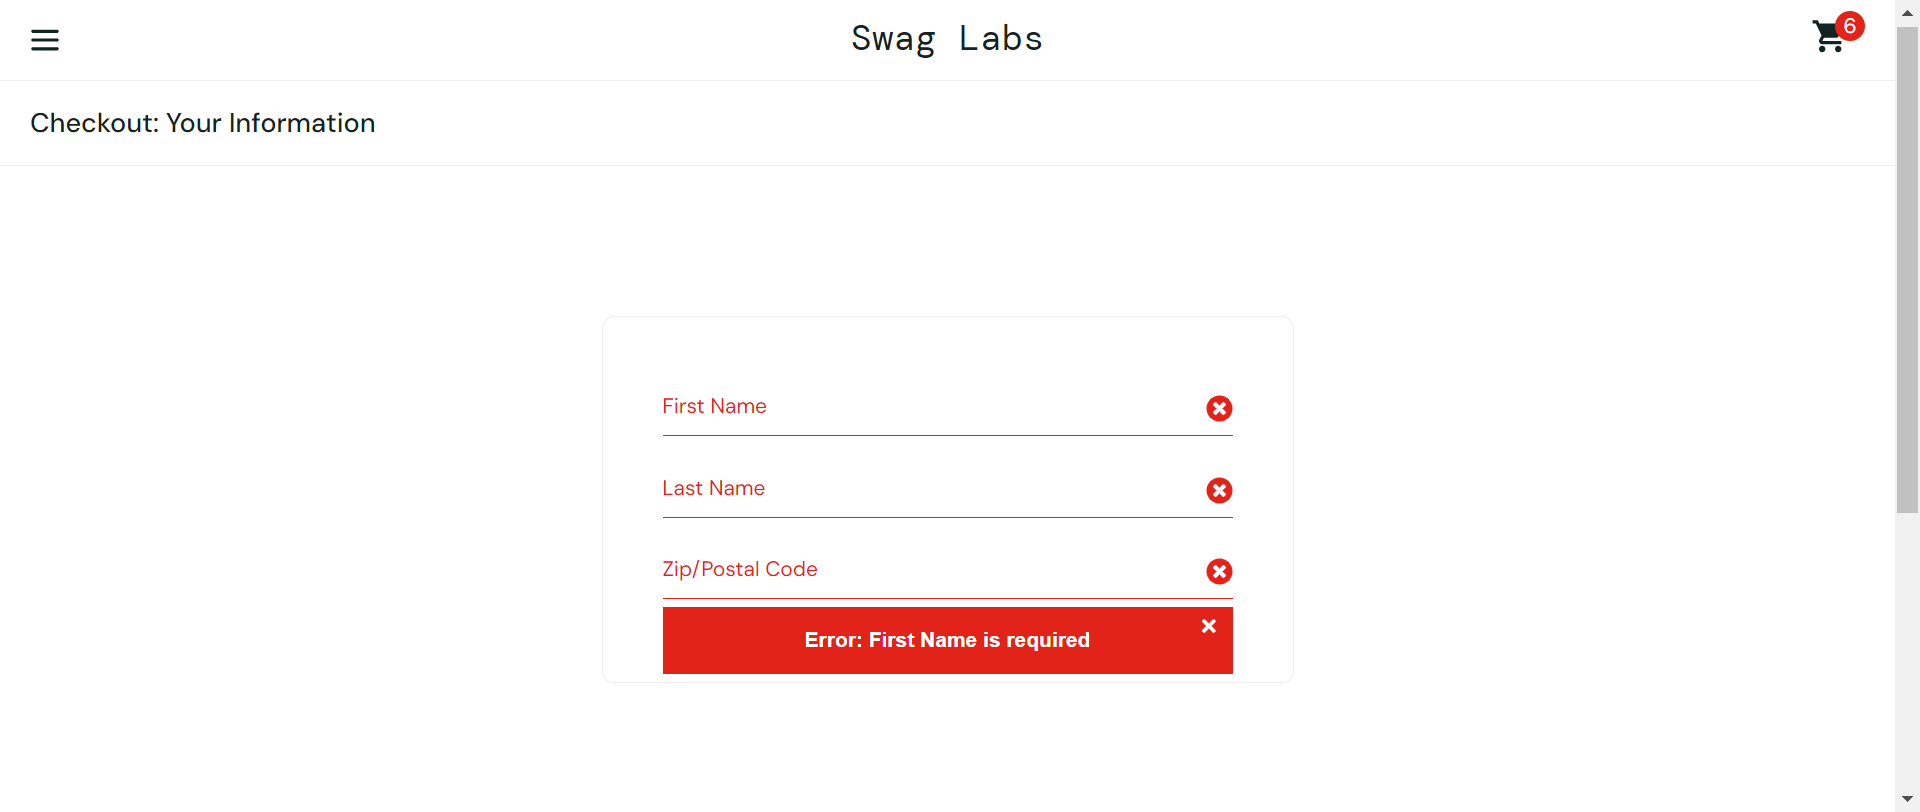 Swag Labs
6
Checkout: Your Information
First Name
Last Name
Zip/Postal Code
Error: First Name is required